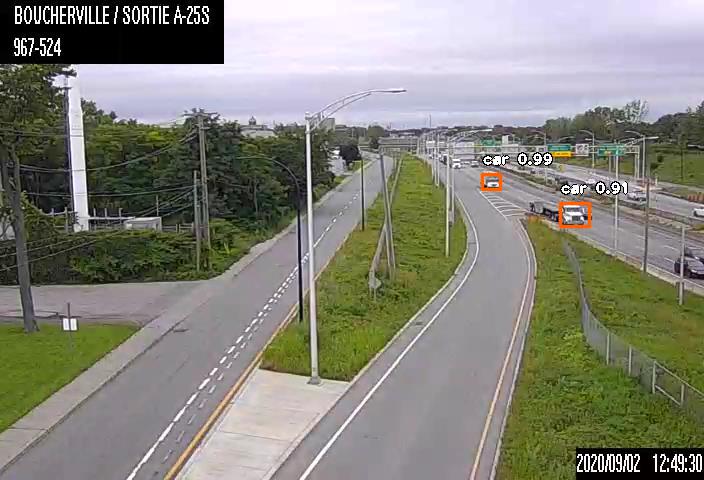 BOUCHERVILLE / SORTIE A-25S
967-524
car 0.99
car 0.91
2020/09/02 12:49:30